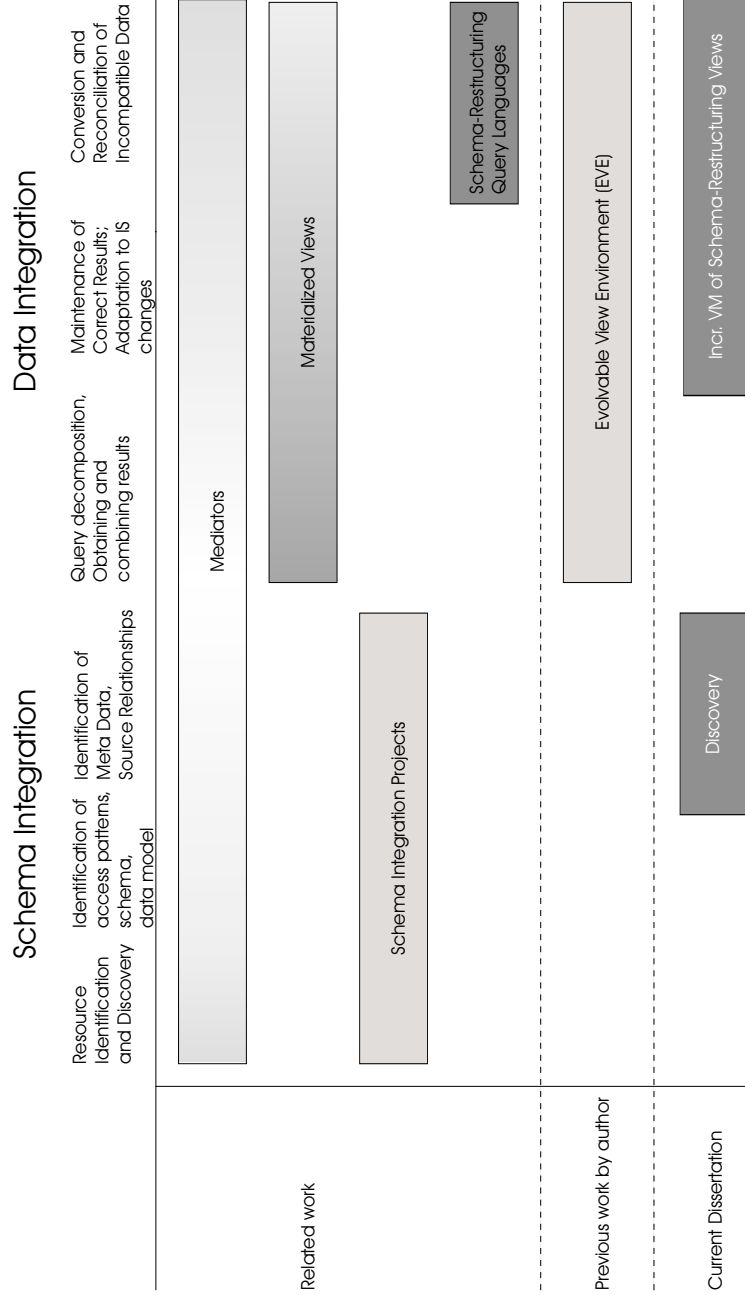 Schema Integration
Data Integration
Resource
Identification
and Discovery
Identification of
access patterns,
schema,
data model
Identification of
Meta Data,
Source Relationships
Query decomposition,
Obtaining and
combining results
Maintenance of
Correct Results;
Adaptation to IS
changes
Conversion and
Reconciliation of
Incompatible Data
Related work
Mediators
Materialized Views
Schema Integration Projects
Schema-Restructuring
Query Languages
Previous work by author
Evolvable View Environment (EVE)
Current Dissertation
Discovery
Incr. VM of Schema-Restructuring Views